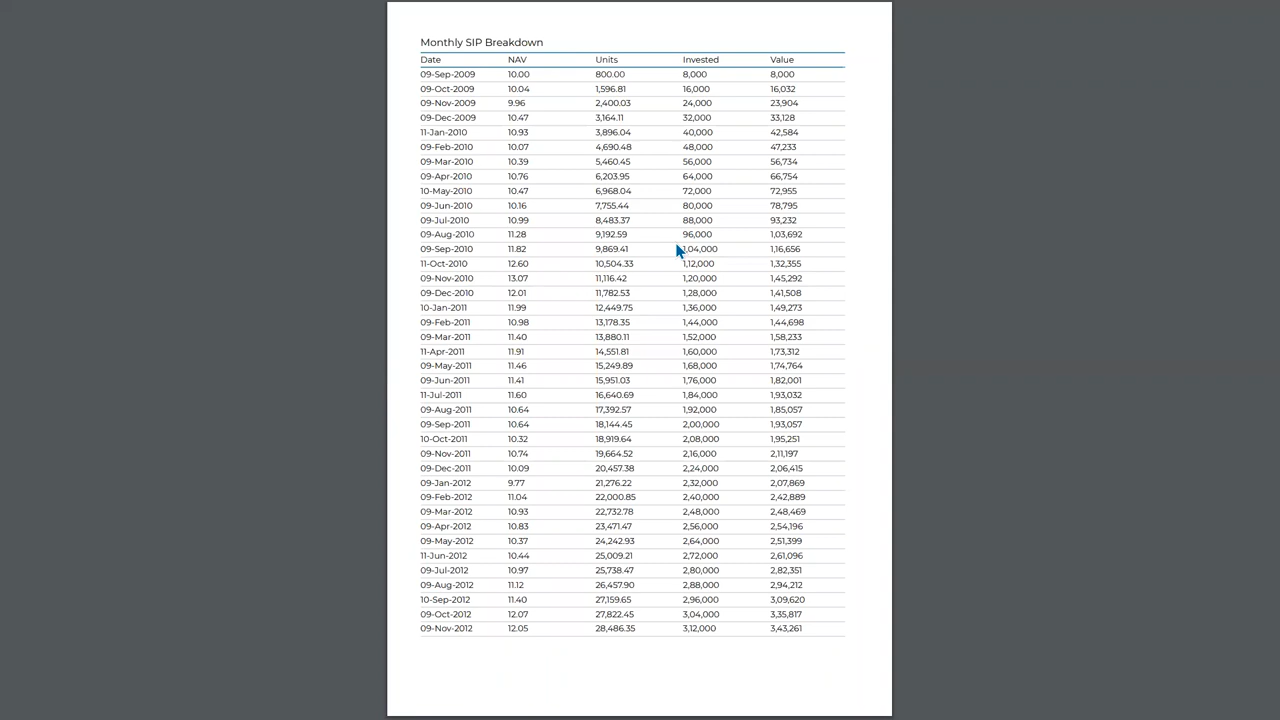 Monthly SIP Breakdown
Date NAV Units Invested Value
09-Sep-2009 10.00 800.00 8,000 8,000
09-Oct-2009 10.04 1,596.81 16,000 16,032
09-Nov-2009 9.96 2,400.03 24,000 23,904
09-Dec-2009 10.47 3,164.11 32,000 33,128
11-Jan-2010 10.93 3,896.04 40,000 42,584
09-Feb-2010 10.07 4,690.48 48,000 47,233
09-Mar-2010 10.39 5,460.45 56,000 56,734
09-Apr-2010 10.76 6,203.95 64,000 66,754
10-May-2010 10.47 6,968.04 72,000 72,955
09-Jun-2010 10.16 7,755.44 80,000 78,795
09-Jul-2010 10.99 8,483.37 88,000 93,232
09-Aug-2010 11.28 9,192.59 96,000 1,03,692
09-Sep-2010 11.82 9,869.41 1,04,000 1,16,656
11-Oct-2010 12.60 10,504.33 1,12,000 1,32,355
09-Nov-2010 13.07 11,116.42 1,20,000 1,45,292
09-Dec-2010 12.01 11,782.53 1,28,000 1,41,508
10-Jan-2011 11.99 12,449.75 1,36,000 1,49,273
09-Feb-2011 10.98 13,178.35 1,44,000 1,44,698
09-Mar-2011 11.40 13,880.11 1,52,000 1,58,233
11-Apr-2011 11.91 14,551.81 1,60,000 1,73,312
09-May-2011 11.46 15,249.89 1,68,000 1,74,764
09-Jun-2011 11.41 15,951.03 1,76,000 1,82,001
11-Jul-2011 11.60 16,640.69 1,84,000 1,93,032
09-Aug-2011 10.64 17,392.57 1,92,000 1,85,057
09-Sep-2011 10.64 18,144.45 2,00,000 1,93,057
10-Oct-2011 10.32 18,919.64 2,08,000 1,95,251
09-Nov-2011 10.74 19,664.52 2,16,000 2,11,197
09-Dec-2011 10.09 20,457.38 2,24,000 2,06,415
09-Jan-2012 9.77 21,276.22 2,32,000 2,07,869
09-Feb-2012 11.04 22,000.85 2,40,000 2,42,889
09-Mar-2012 10.93 22,732.78 2,48,000 2,48,469
09-Apr-2012 10.83 23,471.47 2,56,000 2,54,196
09-May-2012 10.37 24,242.93 2,64,000 2,51,399
11-Jun-2012 10.44 25,009.21 2,72,000 2,61,096
09-Jul-2012 10.97 25,738.47 2,80,000 2,82,351
09-Aug-2012 11.12 26,457.90 2,88,000 2,94,212
10-Sep-2012 11.40 27,159.65 2,96,000 3,09,620
09-Oct-2012 12.07 27,822.45 3,04,000 3,35,817
09-Nov-2012 12.05 28,486.35 3,12,000 3,43,261